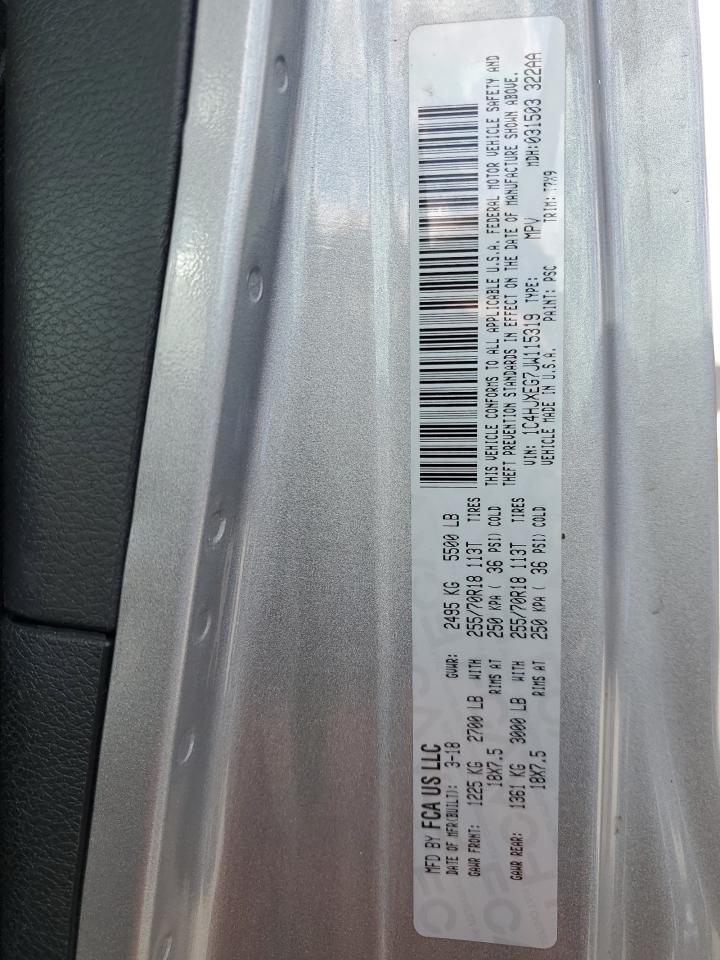 MFD BY FCA US LLC
DATE OF MFR(BUILT): 3-18 GVWR: 2495 KG 5500 LB
GAWR FRONT: 1225 KG 2700 LB WITH 255/70R18 113T TIRES
18X7.5 RIMS AT 250 KPA ( 36 PSI) COLD
GAWR REAR: 1361 KG 3000 LB WITH 255/70R18 113T TIRES
18X7.5 RIMS AT 250 KPA ( 36 PSI) COLD
THIS VEHICLE CONFORMS TO ALL APPLICABLE U.S.A. FEDERAL MOTOR VEHICLE SAFETY AND
THEFT PREVENTION STANDARDS IN EFFECT ON THE DATE OF MANUFACTURE SHOWN ABOVE.
VIN: 1C4HJXEG7JW115319 TYPE: MPV MDH:031503 322AA
VEHICLE MADE IN U.S.A. PAINT: PSC TRIM: T7X9